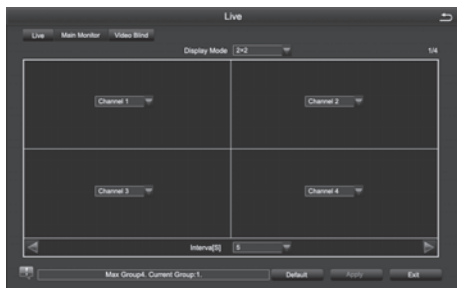 Live
Live Main Monitor Video Blind
Display Mode 2×2 1/4
Channel 1 Channel 2
Channel 3 Channel 4
Interva[S] 5
Max Group4. Current Group:1. Default Apply Exit